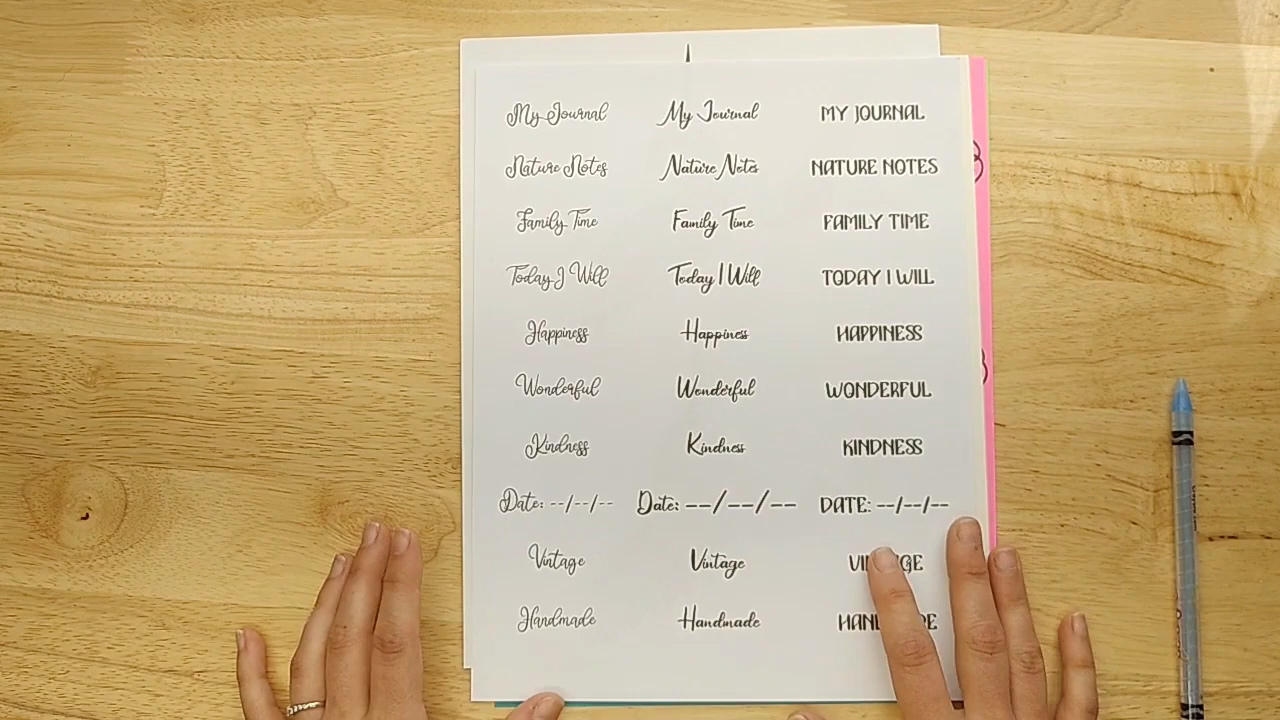 My Journal My Journal MY JOURNAL
Nature Notes Nature Notes NATURE NOTES
Family Time Family Time FAMILY TIME
Today I Will Today I Will TODAY I WILL
Happiness Happiness HAPPINESS
Wonderful Wonderful WONDERFUL
Kindness Kindness KINDNESS
Date: --/--/-- Date: --/--/-- DATE: --/--/--
Vintage Vintage
Handmade Handmade